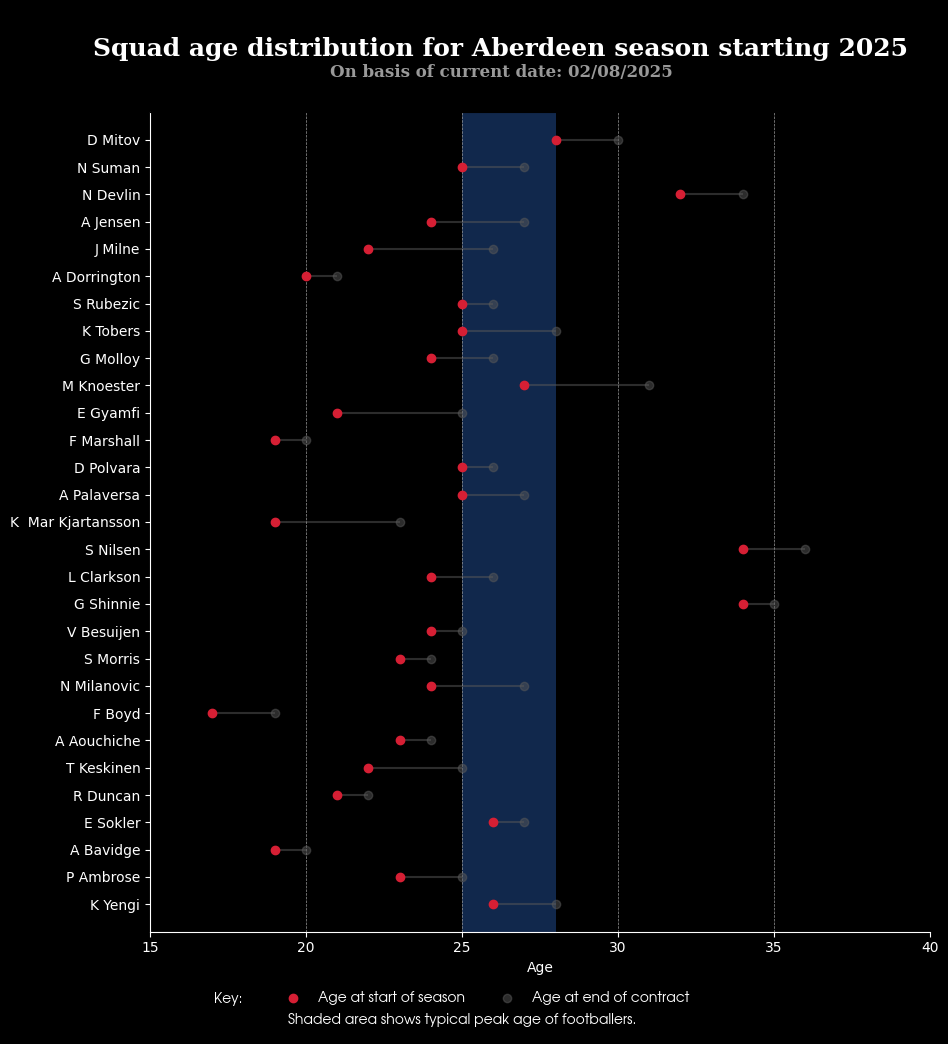 Squad age distribution for Aberdeen season starting 2025
On basis of current date: 02/08/2025
D Mitov
N Suman
N Devlin
A Jensen
J Milne
A Dorrington
S Rubezic
K Tobers
G Molloy
M Knoester
E Gyamfi
F Marshall
D Polvara
A Palaversa
K  Mar Kjartansson
S Nilsen
L Clarkson
G Shinnie
V Besuijen
S Morris
N Milanovic
F Boyd
A Aouchiche
T Keskinen
R Duncan
E Sokler
A Bavidge
P Ambrose
K Yengi
15 20 25 30 35 40
Age
Key: Age at start of season Age at end of contract
Shaded area shows typical peak age of footballers.